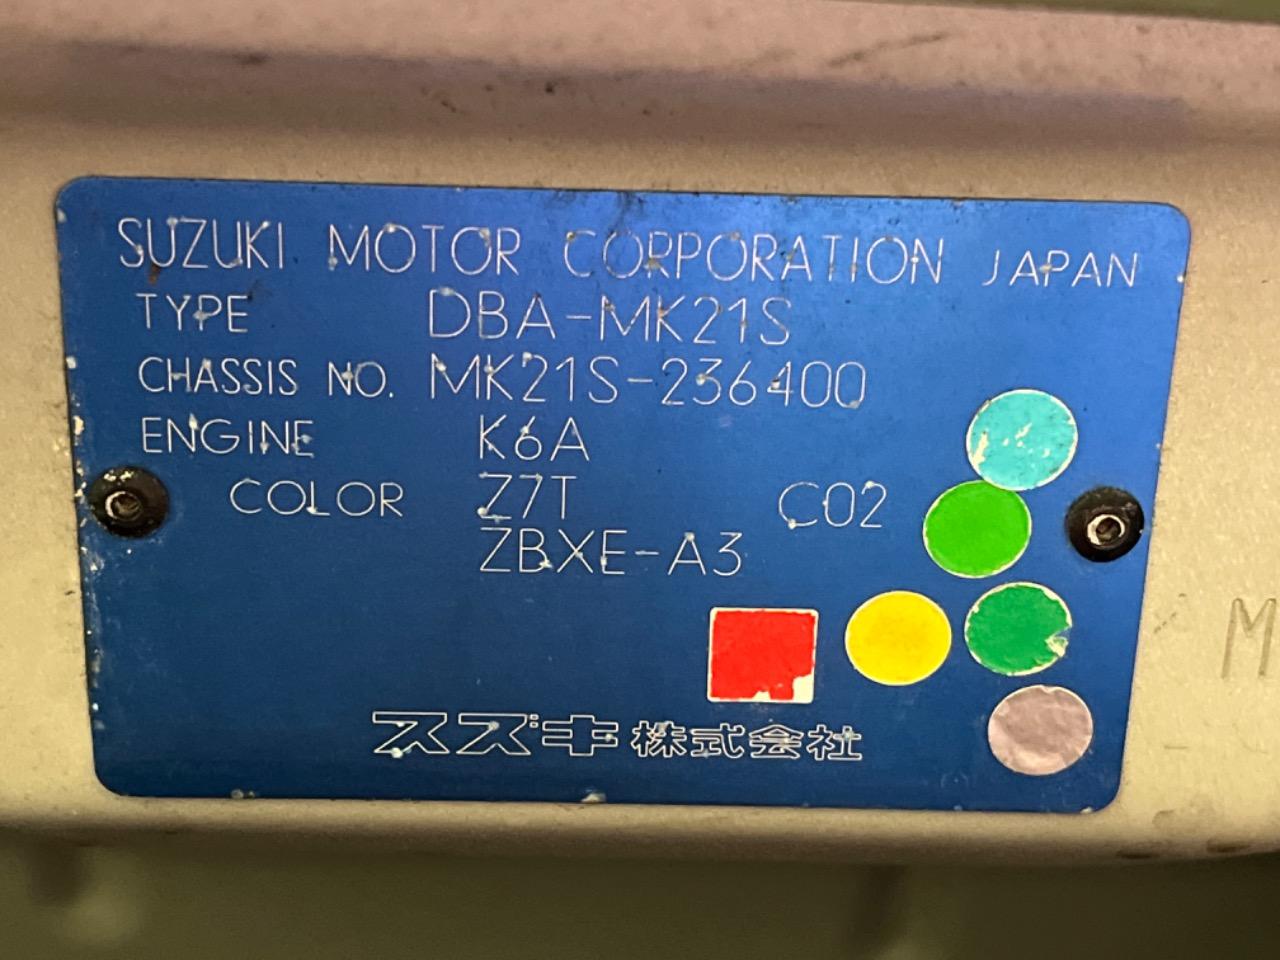 SUZUKI MOTOR CORPORATION JAPAN
TYPE DBA-MK21S
CHASSIS NO. MK21S-236400
ENGINE K6A
COLOR Z7T C02
ZBXE-A3
スズキ株式会社
M